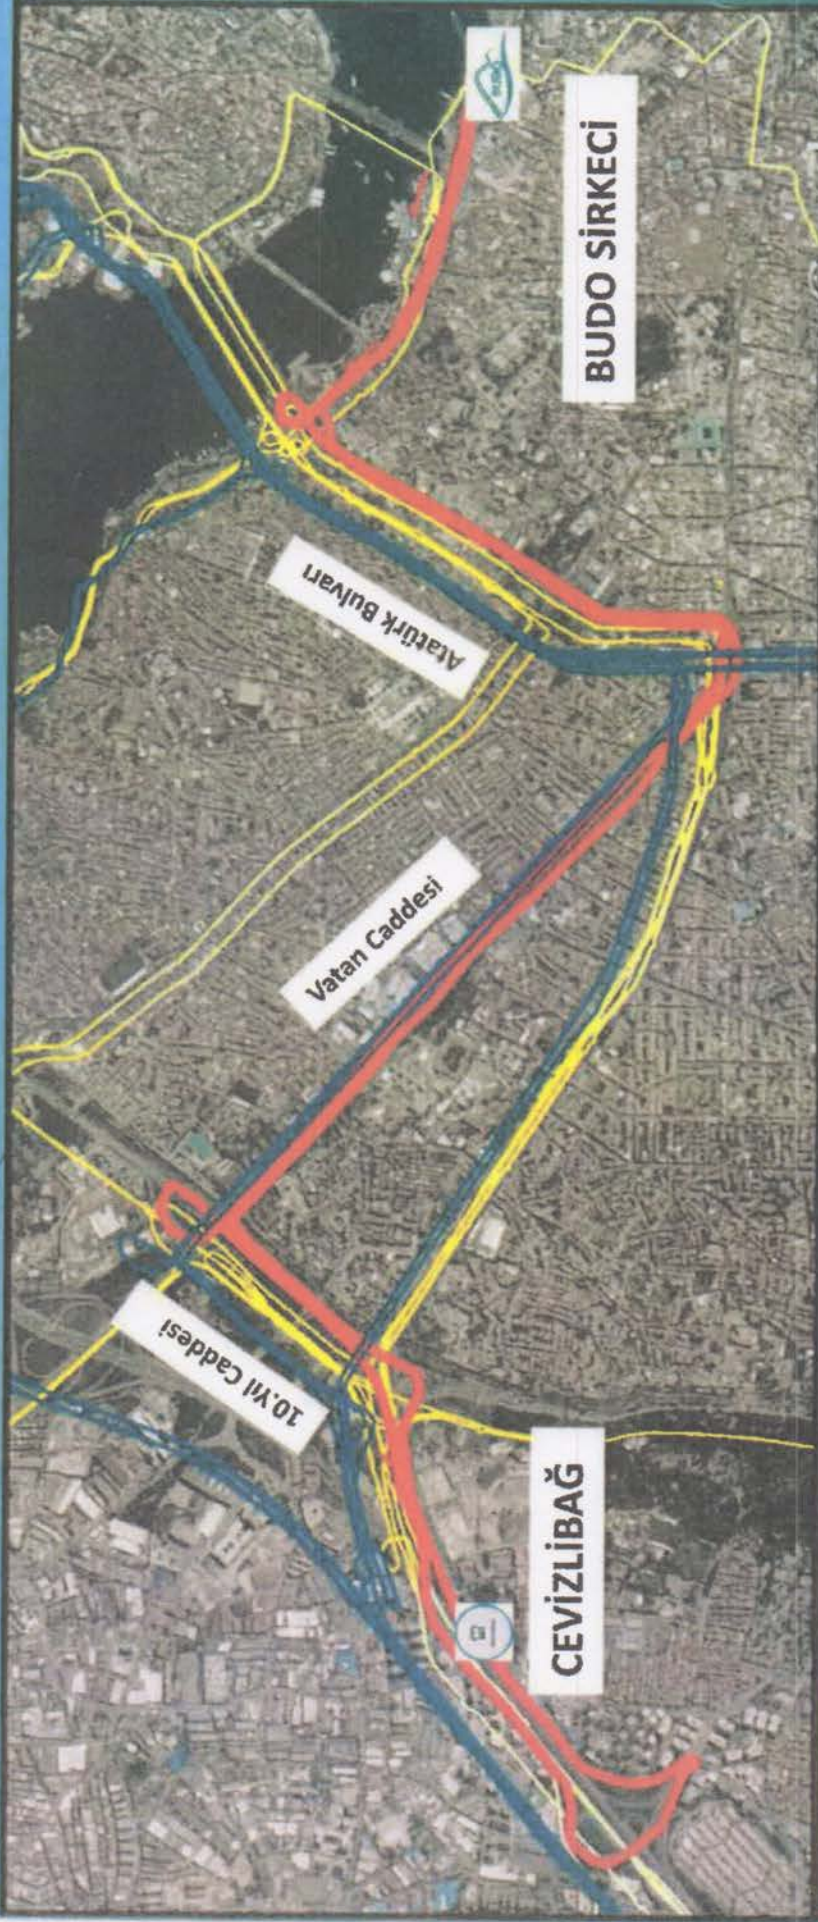 10.Yıl Caddesi
Vatan Caddesi
Atatürk Bulvarı
CEVİZLİBAĞ
BUDO SİRKECİ